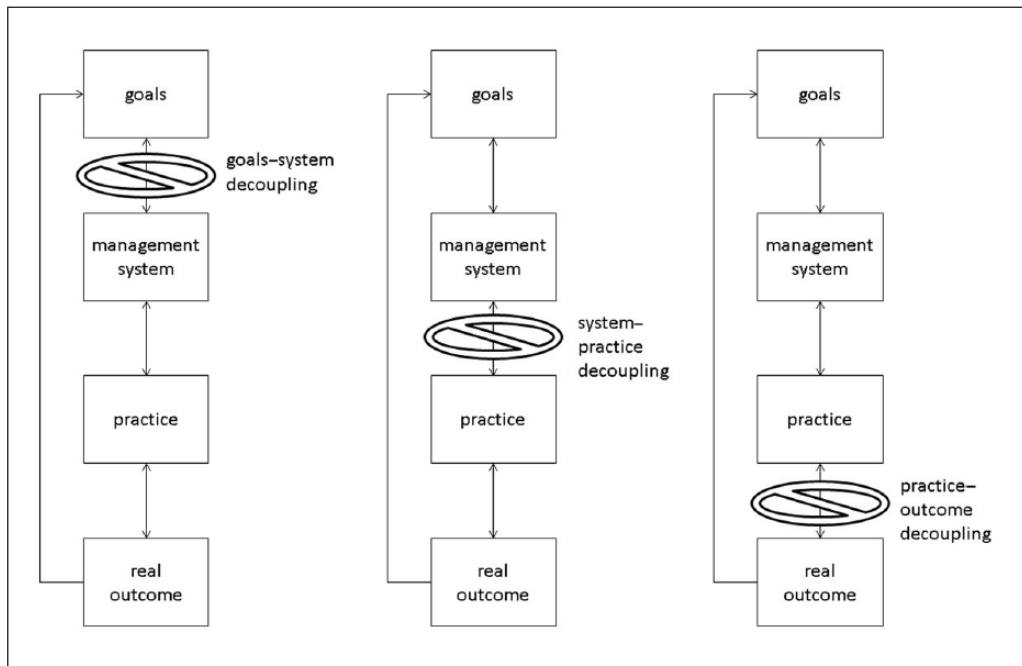 goals
goals–system
decoupling
management
system
practice
real
outcome
goals
management
system
system–
practice
decoupling
practice
real
outcome
goals
management
system
practice
practice–
outcome
decoupling
real
outcome